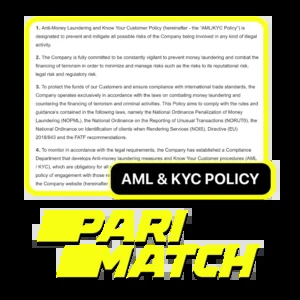 1. Anti-Money Laundering and Know Your Customer Policy (hereinafter - the "AML/KYC Policy") is
designed to prevent and mitigate all possible risks of the Company being involved in any kind of illegal
activity.
2. The Company is fully committed to be constantly vigilant to prevent money laundering and combat the
financing of terrorism in order to minimize and manage risks such as the risks to its reputational risk,
legal risk and regulatory risk.
3. To protect the funds of our Customers and ensure compliance with international trade standards, the
Company operates exclusively in accordance with the laws on combating money laundering and
countering the financing of terrorism and criminal activities. This Policy aims to comply with the rules and
guidance's contained in the following laws, namely the National Ordinance Penalization of Money
Laundering (NOPML), the National Ordinance on the Reporting of Unusual Transactions (NORUT), the
National Ordinance on Identification of clients when Rendering Services (NOIS), Directive (EU)
2018/843 and the FATF recommendations.
4. To monitor in accordance with the legal requirements, the Company has established a Compliance
Department that develops Anti-money laundering measures and Know Your Customer procedures (AML
/ KYC), which are obligatory for all
policy of engagement with those
the Company website (hereinafter
AML & KYC POLICY
PARI
MATCH